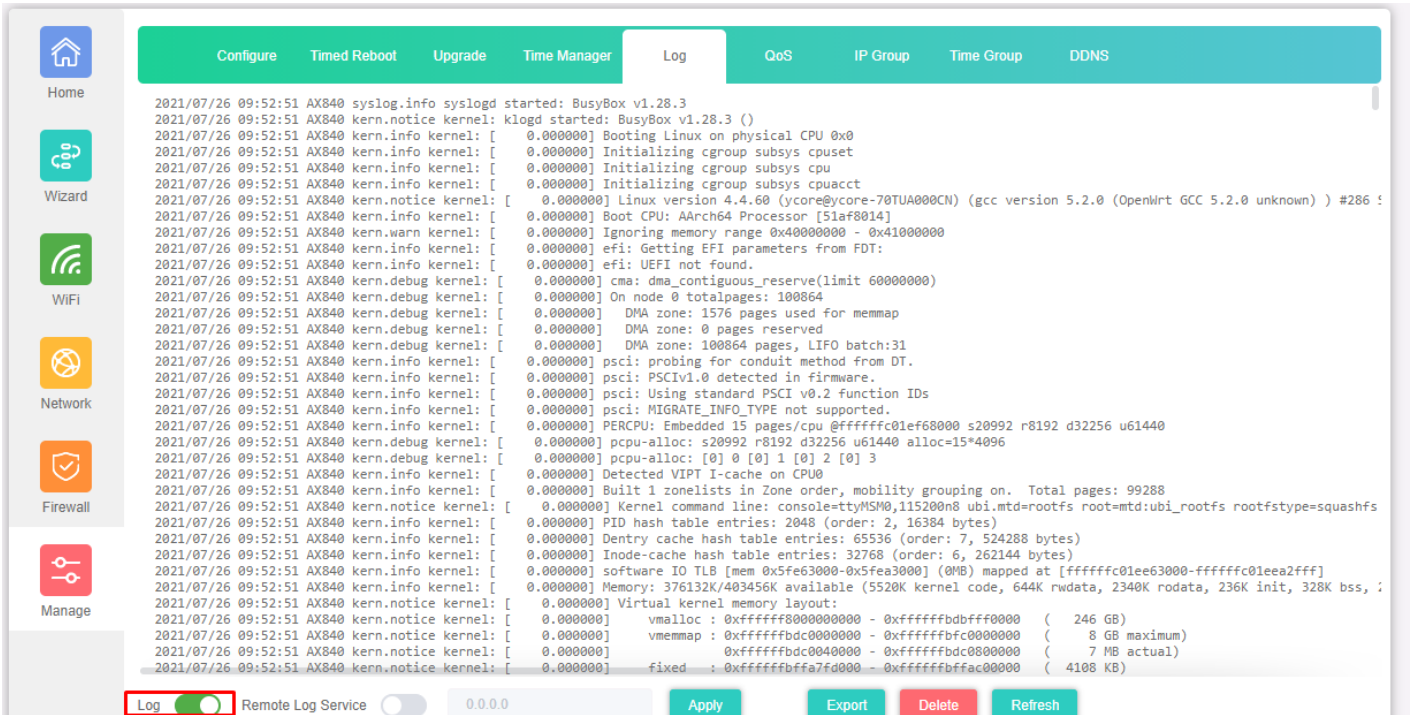 Configure Timed Reboot Upgrade Time Manager Log QoS IP Group Time Group DDNS
Home
Wizard
WiFi
Network
Firewall
Manage
2021/07/26 09:52:51 AX840 syslog.info syslogd started: BusyBox v1.28.3
2021/07/26 09:52:51 AX840 kern.notice kernel: klogd started: BusyBox v1.28.3 ()
2021/07/26 09:52:51 AX840 kern.info kernel: [    0.000000] Booting Linux on physical CPU 0x0
2021/07/26 09:52:51 AX840 kern.info kernel: [    0.000000] Initializing cgroup subsys cpuset
2021/07/26 09:52:51 AX840 kern.info kernel: [    0.000000] Initializing cgroup subsys cpu
2021/07/26 09:52:51 AX840 kern.info kernel: [    0.000000] Initializing cgroup subsys cpuacct
2021/07/26 09:52:51 AX840 kern.notice kernel: [    0.000000] Linux version 4.4.60 (ycore@ycore-70TUA000CN) (gcc version 5.2.0 (OpenWrt GCC 5.2.0 unknown) ) #286
2021/07/26 09:52:51 AX840 kern.info kernel: [    0.000000] Boot CPU: AArch64 Processor [51af8014]
2021/07/26 09:52:51 AX840 kern.warn kernel: [    0.000000] Ignoring memory range 0x40000000 - 0x41000000
2021/07/26 09:52:51 AX840 kern.info kernel: [    0.000000] efi: Getting EFI parameters from FDT:
2021/07/26 09:52:51 AX840 kern.info kernel: [    0.000000] efi: UEFI not found.
2021/07/26 09:52:51 AX840 kern.debug kernel: [    0.000000] cma: dma_contiguous_reserve(limit 60000000)
2021/07/26 09:52:51 AX840 kern.debug kernel: [    0.000000] On node 0 totalpages: 100864
2021/07/26 09:52:51 AX840 kern.debug kernel: [    0.000000]   DMA zone: 1576 pages used for memmap
2021/07/26 09:52:51 AX840 kern.debug kernel: [    0.000000]   DMA zone: 0 pages reserved
2021/07/26 09:52:51 AX840 kern.debug kernel: [    0.000000]   DMA zone: 100864 pages, LIFO batch:31
2021/07/26 09:52:51 AX840 kern.info kernel: [    0.000000] psci: probing for conduit method from DT.
2021/07/26 09:52:51 AX840 kern.info kernel: [    0.000000] psci: PSCIv1.0 detected in firmware.
2021/07/26 09:52:51 AX840 kern.info kernel: [    0.000000] psci: Using standard PSCI v0.2 function IDs
2021/07/26 09:52:51 AX840 kern.info kernel: [    0.000000] psci: MIGRATE_INFO_TYPE not supported.
2021/07/26 09:52:51 AX840 kern.info kernel: [    0.000000] PERCPU: Embedded 15 pages/cpu @ffffffc01ef68000 s20992 r8192 d32256 u61440
2021/07/26 09:52:51 AX840 kern.debug kernel: [    0.000000] pcpu-alloc: s20992 r8192 d32256 u61440 alloc=15*4096
2021/07/26 09:52:51 AX840 kern.debug kernel: [    0.000000] pcpu-alloc: [0] 0 [0] 1 [0] 2 [0] 3
2021/07/26 09:52:51 AX840 kern.info kernel: [    0.000000] Detected VIPT I-cache on CPU0
2021/07/26 09:52:51 AX840 kern.info kernel: [    0.000000] Built 1 zonelists in Zone order, mobility grouping on.  Total pages: 99288
2021/07/26 09:52:51 AX840 kern.notice kernel: [    0.000000] Kernel command line: console=ttyMSM0,115200n8 ubi.mtd=rootfs root=mtd:ubi_rootfs rootfstype=squashfs
2021/07/26 09:52:51 AX840 kern.info kernel: [    0.000000] PID hash table entries: 2048 (order: 2, 16384 bytes)
2021/07/26 09:52:51 AX840 kern.info kernel: [    0.000000] Dentry cache hash table entries: 65536 (order: 7, 524288 bytes)
2021/07/26 09:52:51 AX840 kern.info kernel: [    0.000000] Inode-cache hash table entries: 32768 (order: 6, 262144 bytes)
2021/07/26 09:52:51 AX840 kern.info kernel: [    0.000000] software IO TLB [mem 0x5fe63000-0x5fea3000] (0MB) mapped at [ffffffc01ee63000-ffffffc01eea2fff]
2021/07/26 09:52:51 AX840 kern.info kernel: [    0.000000] Memory: 376132K/403456K available (5520K kernel code, 644K rwdata, 2340K rodata, 236K init, 328K bss,
2021/07/26 09:52:51 AX840 kern.notice kernel: [    0.000000] Virtual kernel memory layout:
2021/07/26 09:52:51 AX840 kern.notice kernel: [    0.000000]     vmalloc : 0xffffff8000000000 - 0xffffffbdbfff0000   (   246 GB)
2021/07/26 09:52:51 AX840 kern.notice kernel: [    0.000000]     vmemmap : 0xffffffbdc0000000 - 0xffffffbfc0000000   (     8 GB maximum)
2021/07/26 09:52:51 AX840 kern.notice kernel: [    0.000000]               0xffffffbdc0040000 - 0xffffffbdc0800000   (     7 MB actual)
2021/07/26 09:52:51 AX840 kern.notice kernel: [    0.000000]     fixed   : 0xffffffbffa7fd000 - 0xffffffbffac00000   (  4108 KB)
Log Remote Log Service 0.0.0.0 Apply Export Delete Refresh